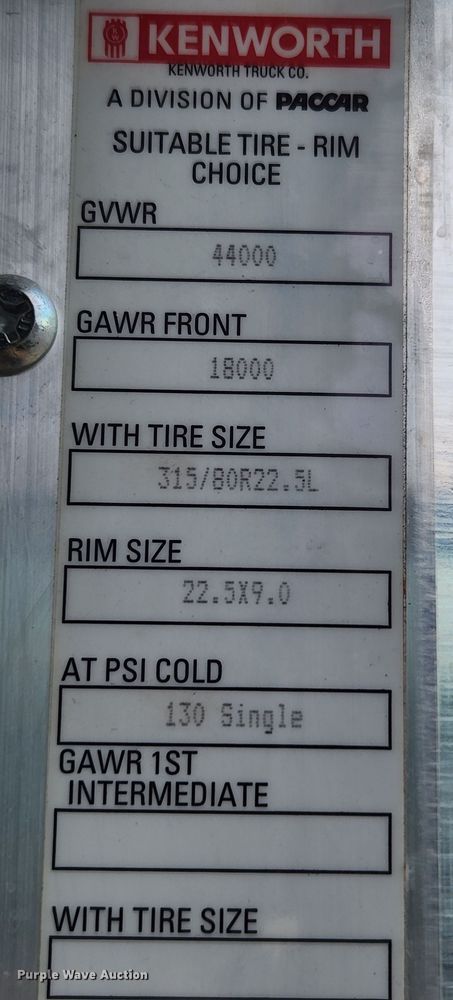 KENWORTH
KENWORTH TRUCK CO.
A DIVISION OF PACCAR
SUITABLE TIRE - RIM
CHOICE
GVWR
44000
GAWR FRONT
18000
WITH TIRE SIZE
315/80R22.5L
RIM SIZE
22.5X9.0
AT PSI COLD
130 Single
GAWR 1ST
INTERMEDIATE
WITH TIRE SIZE
Purple Wave Auction